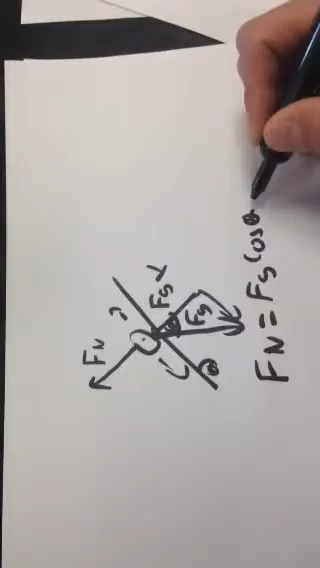 FN
Fg⊥
Fg
θ
FN = Fg cosθ